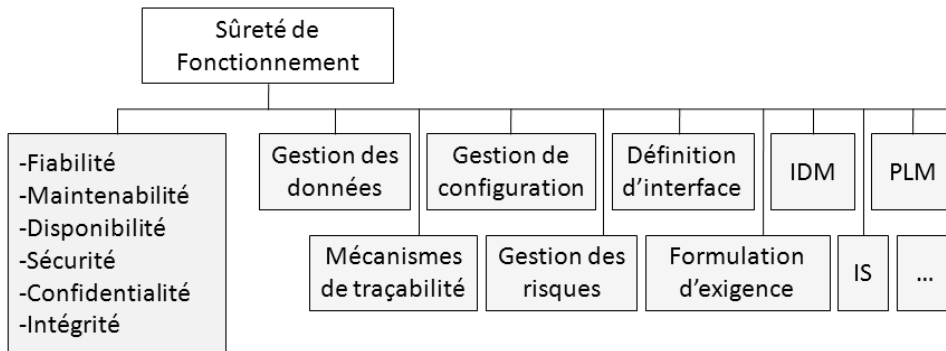 Sûreté de
Fonctionnement
-Fiabilité
-Maintenabilité
-Disponibilité
-Sécurité
-Confidentialité
-Intégrité
Gestion des
données
Gestion de
configuration
Définition
d’interface
IDM
PLM
Mécanismes
de traçabilité
Gestion des
risques
Formulation
d’exigence
IS
...